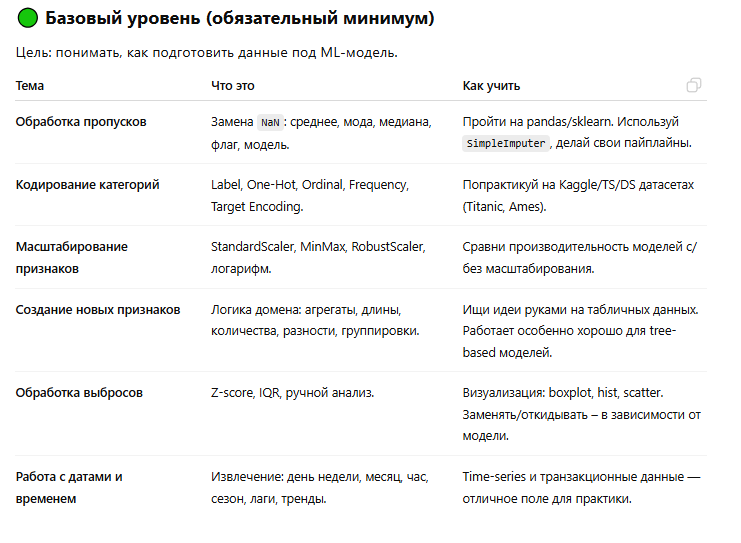 Базовый уровень (обязательный минимум)
Цель: понимать, как подготовить данные под ML-модель.
Тема Что это Как учить
Обработка пропусков Замена NaN: среднее, мода, медиана, Пройти на pandas/sklearn. Используй
флаг, модель. SimpleImputer, делай свои пайплайны.
Кодирование категорий Label, One-Hot, Ordinal, Frequency, Попрактикуй на Kaggle/TS/DS датасетах
Target Encoding. (Titanic, Ames).
Масштабирование StandardScaler, MinMax, RobustScaler, Сравни производительность моделей с/
признаков логарифм. без масштабирования.
Создание новых признаков Логика домена: агрегаты, длины, Ищи идеи руками на табличных данных.
количества, разности, группировки. Работает особенно хорошо для tree-
based моделей.
Обработка выбросов Z-score, IQR, ручной анализ. Визуализация: boxplot, hist, scatter.
Заменять/откидывать – в зависимости от
модели.
Работа с датами и Извлечение: день недели, месяц, час, Time-series и транзакционные данные —
временем сезон, лаги, тренды. отличное поле для практики.